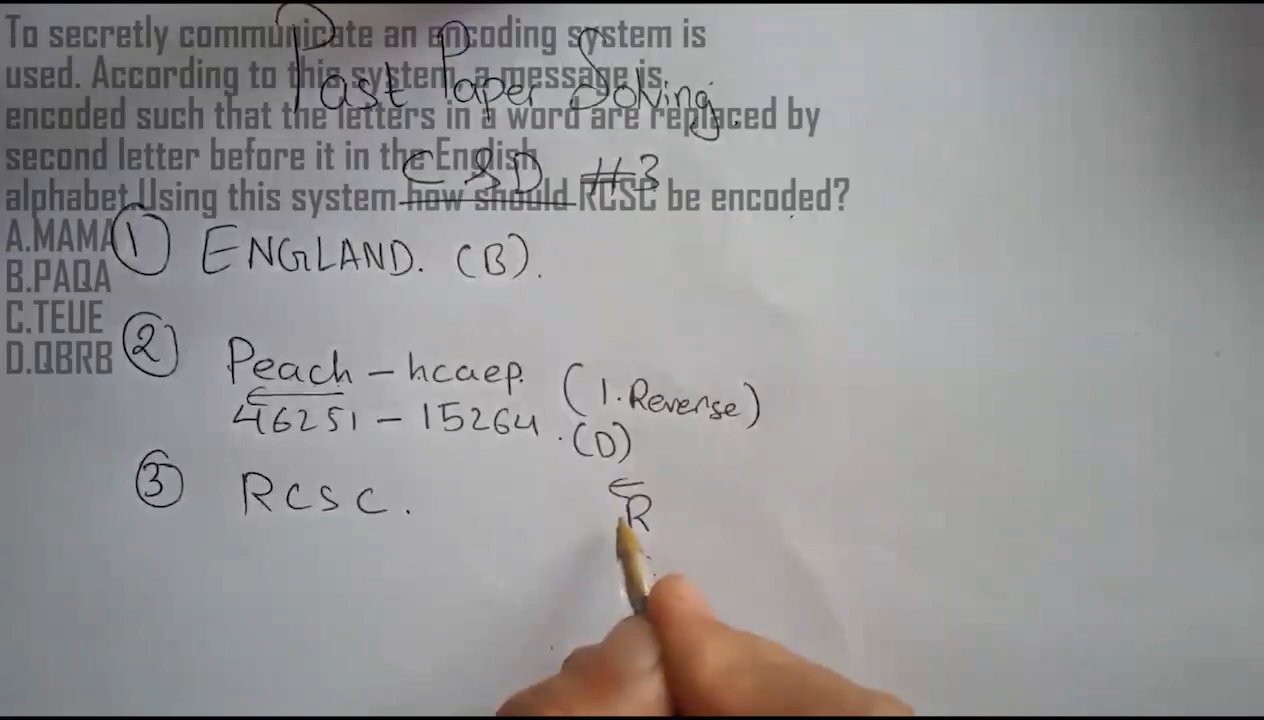 To secretly communicate an encoding system is
used. According to this system, a message is
encoded such that the letters in a word are replaced by
second letter before it in the English
alphabet.Using this system how should RCSC be encoded?
A.MAMA
B.PAQA
C.TEUE
D.QBRB
Past Paper Solving
CSD #3
1 ENGLAND. (B).
2 Peach - hcaep. (1. Reverse)
46251 - 15264. (D)
3 RCSC.
R